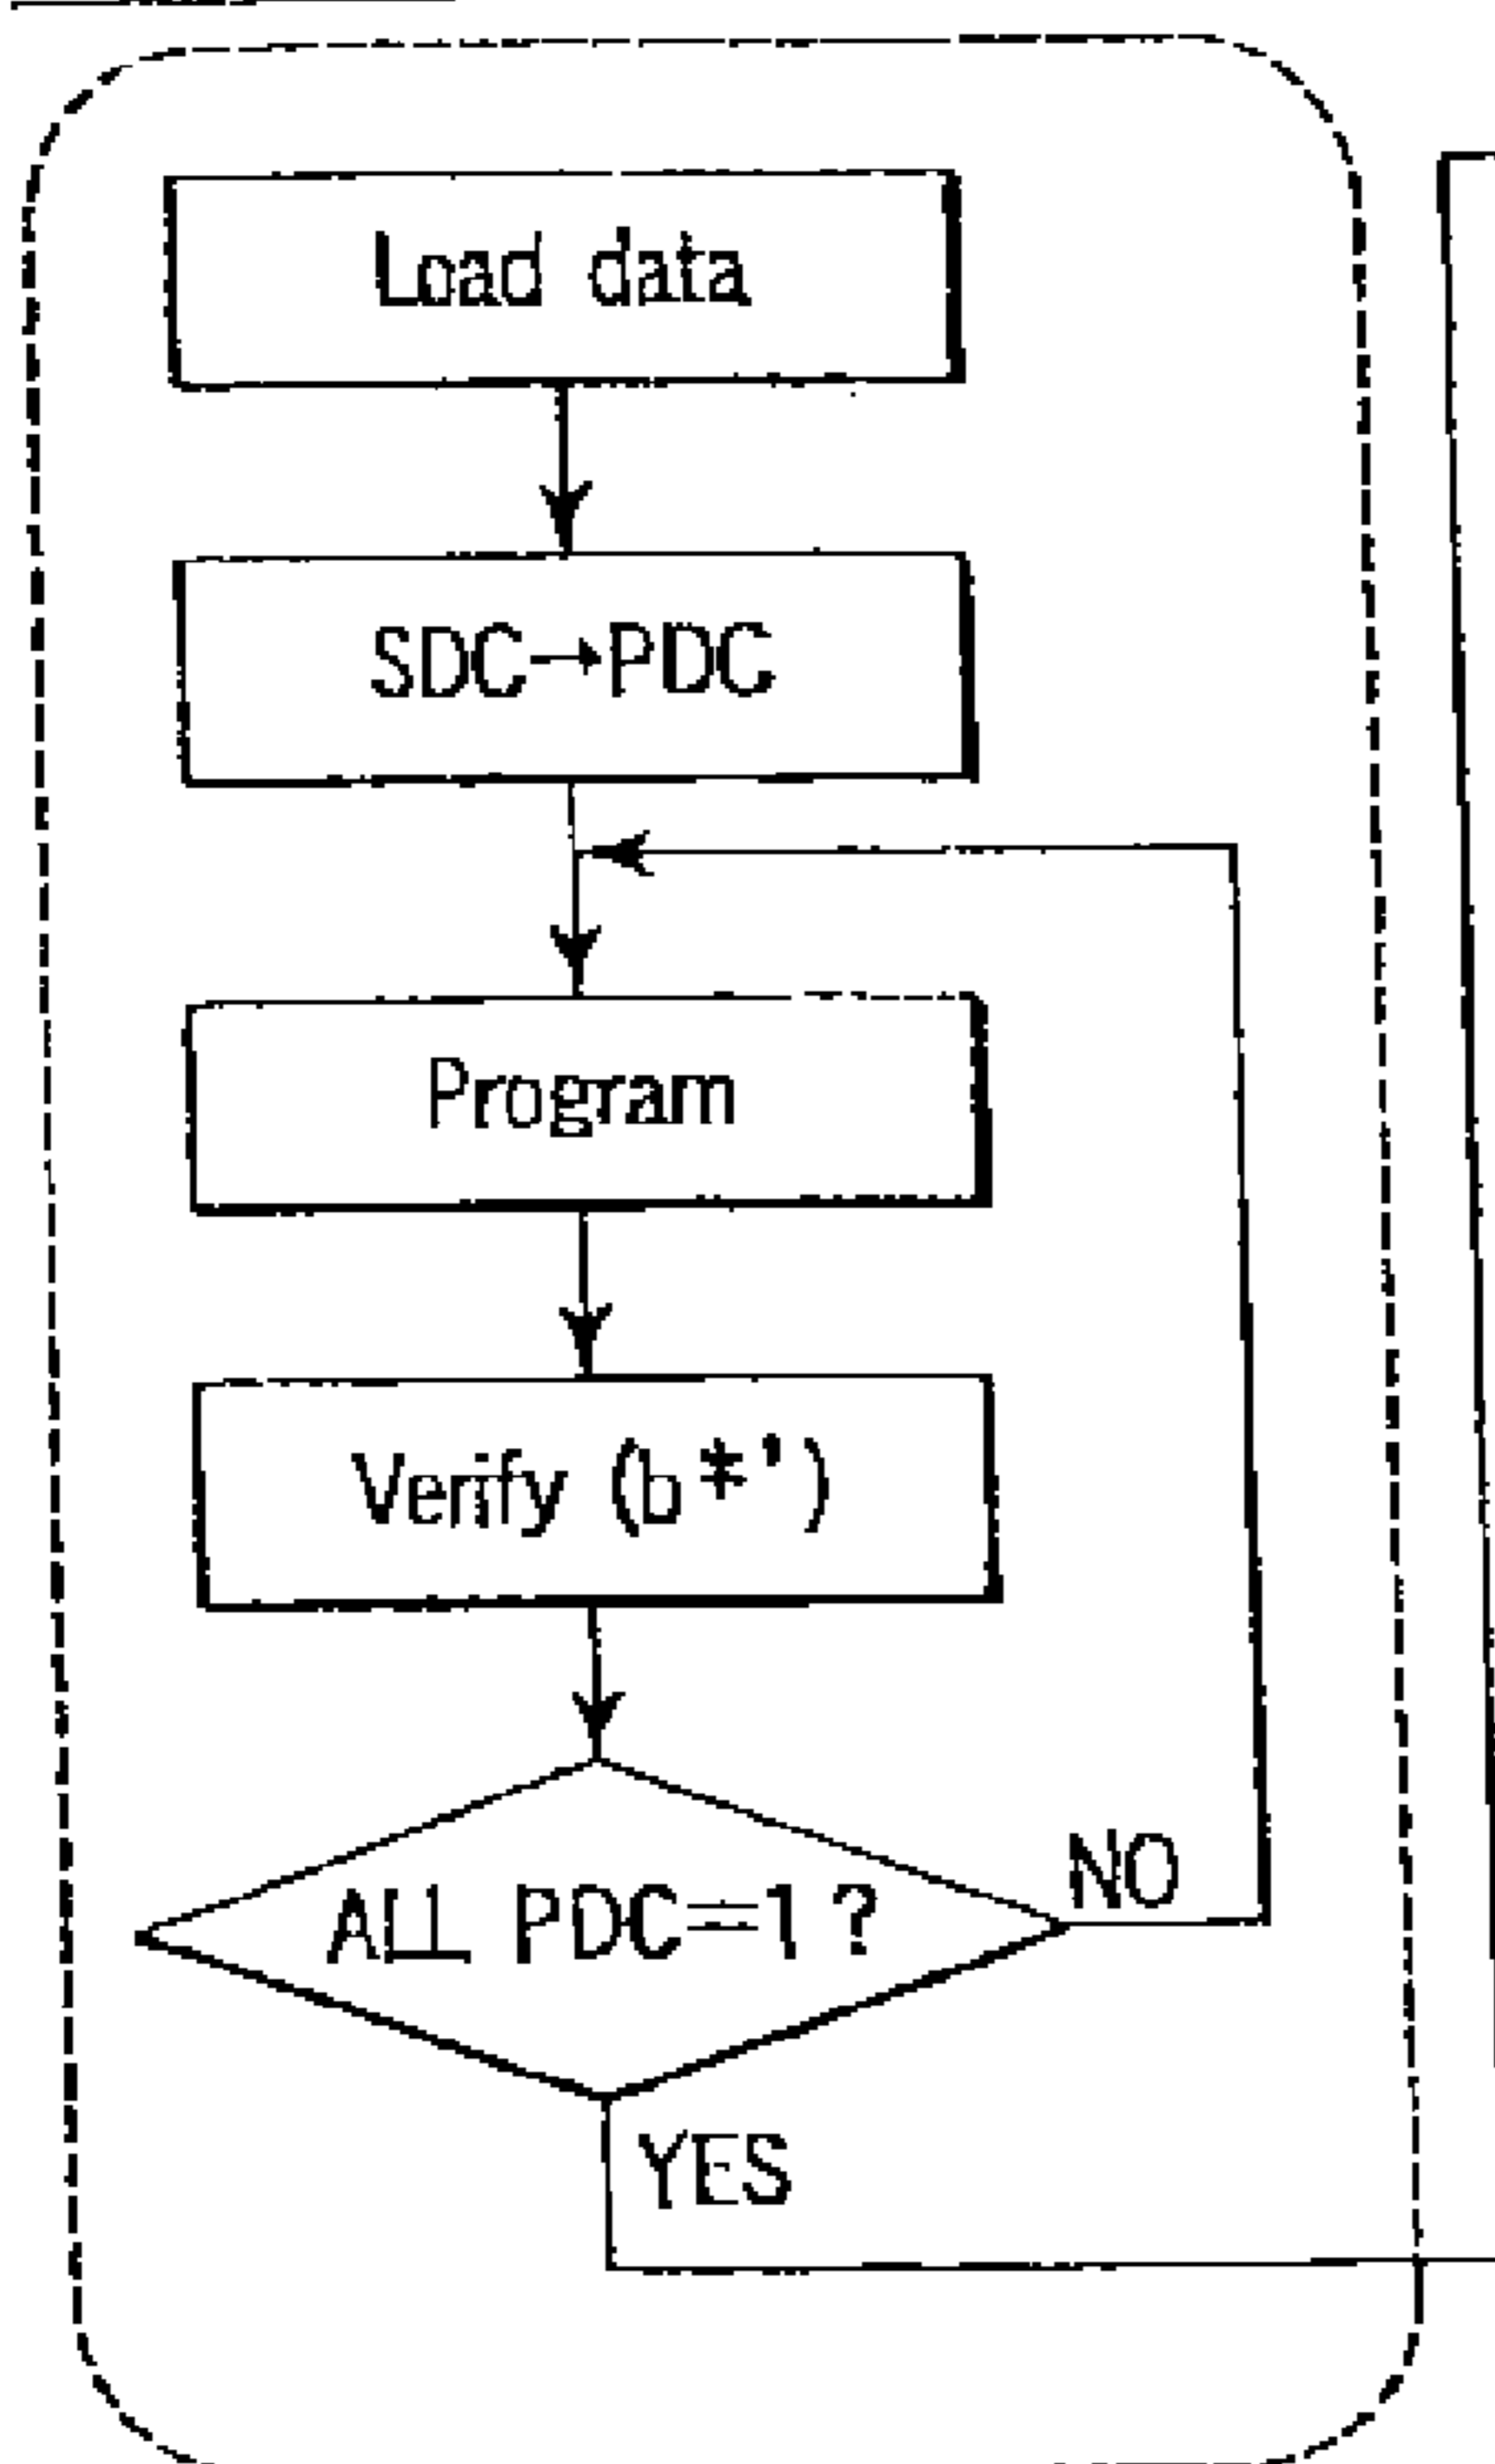 Load data
SDC→PDC
Program
Verify (b*')
All PDC=1 ?
NO
YES